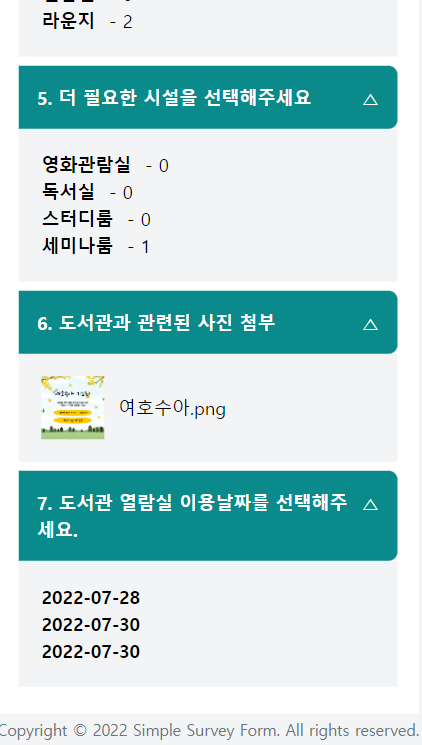 라운지 - 2
5. 더 필요한 시설을 선택해주세요 △
영화관람실 - 0
독서실 - 0
스터디룸 - 0
세미나룸 - 1
6. 도서관과 관련된 사진 첨부 △
여호수아.png
7. 도서관 열람실 이용날짜를 선택해주 △
세요.
2022-07-28
2022-07-30
2022-07-30
Copyright © 2022 Simple Survey Form. All rights reserved.